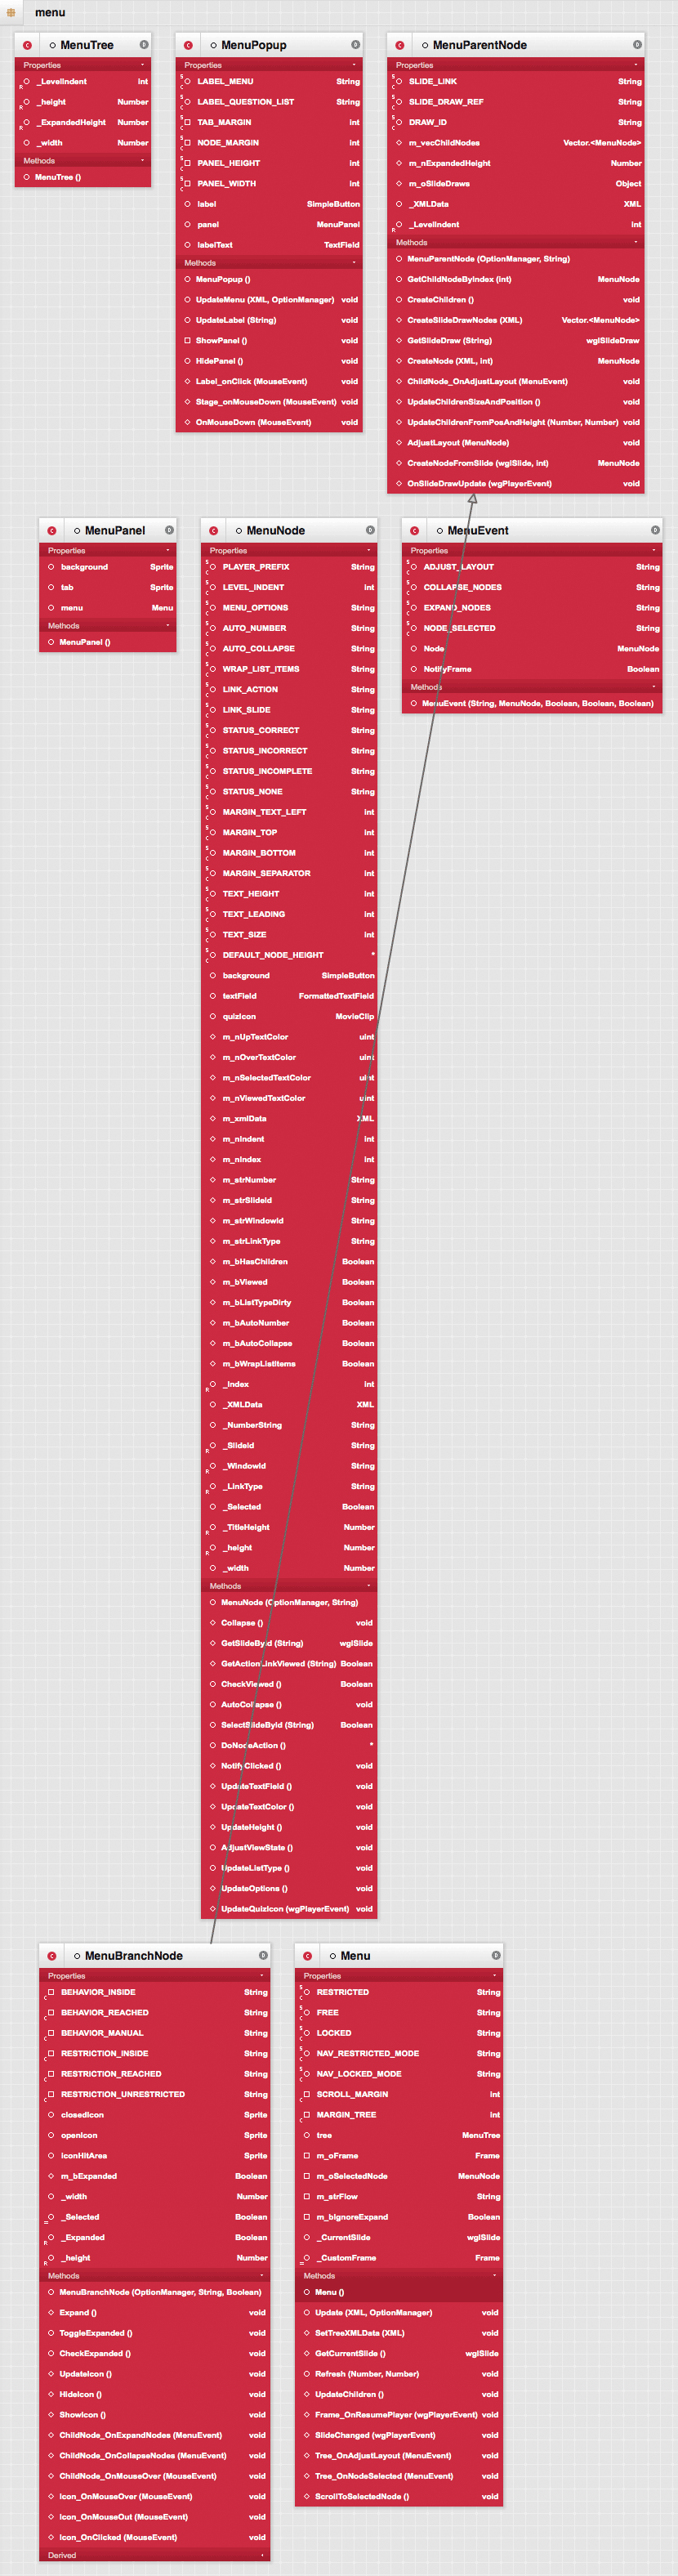 menu
MenuTree
Properties
_LevelIndent int
_height Number
_ExpandedHeight Number
_width Number
Methods
MenuTree ()
MenuPopup
Properties
LABEL_MENU String
LABEL_QUESTION_LIST String
TAB_MARGIN int
NODE_MARGIN int
PANEL_HEIGHT int
PANEL_WIDTH int
label SimpleButton
panel MenuPanel
labelText TextField
Methods
MenuPopup ()
UpdateMenu (XML, OptionManager) void
UpdateLabel (String) void
ShowPanel () void
HidePanel () void
Label_onClick (MouseEvent) void
Stage_onMouseDown (MouseEvent) void
OnMouseDown (MouseEvent) void
MenuParentNode
Properties
SLIDE_LINK String
SLIDE_DRAW_REF String
DRAW_ID String
m_vecChildNodes Vector.<MenuNode>
m_nExpandedHeight Number
m_oSlideDraws Object
_XMLData XML
_LevelIndent int
Methods
MenuParentNode (OptionManager, String)
GetChildNodeByIndex (int) MenuNode
CreateChildren () void
CreateSlideDrawNodes (XML) Vector.<MenuNode>
GetSlideDraw (String) wglSlideDraw
CreateNode (XML, int) MenuNode
ChildNode_OnAdjustLayout (MenuEvent) void
UpdateChildrenSizeAndPosition () void
UpdateChildrenFromPosAndHeight (Number, Number) void
AdjustLayout (MenuNode) void
CreateNodeFromSlide (wglSlide, int) MenuNode
OnSlideDrawUpdate (wgPlayerEvent) void
MenuPanel
Properties
background Sprite
tab Sprite
menu Menu
Methods
MenuPanel ()
MenuNode
Properties
PLAYER_PREFIX String
LEVEL_INDENT int
MENU_OPTIONS String
AUTO_NUMBER String
AUTO_COLLAPSE String
WRAP_LIST_ITEMS String
LINK_ACTION String
LINK_SLIDE String
STATUS_CORRECT String
STATUS_INCORRECT String
STATUS_INCOMPLETE String
STATUS_NONE String
MARGIN_TEXT_LEFT int
MARGIN_TOP int
MARGIN_BOTTOM int
MARGIN_SEPARATOR int
TEXT_HEIGHT int
TEXT_LEADING int
TEXT_SIZE int
DEFAULT_NODE_HEIGHT *
background SimpleButton
textField FormattedTextField
quizIcon MovieClip
m_nUpTextColor uint
m_nOverTextColor uint
m_nSelectedTextColor uint
m_nViewedTextColor uint
m_xmlData XML
m_nIndent int
m_nIndex int
m_strNumber String
m_strSlideId String
m_strWindowId String
m_strLinkType String
m_bHasChildren Boolean
m_bViewed Boolean
m_bListTypeDirty Boolean
m_bAutoNumber Boolean
m_bAutoCollapse Boolean
m_bWrapListItems Boolean
_Index int
_XMLData XML
_NumberString String
_SlideId String
_WindowId String
_LinkType String
_Selected Boolean
_TitleHeight Number
_height Number
_width Number
Methods
MenuNode (OptionManager, String)
Collapse () void
GetSlideById (String) wglSlide
GetActionLinkViewed (String) Boolean
CheckViewed () Boolean
AutoCollapse () void
SelectSlideById (String) Boolean
DoNodeAction () *
NotifyClicked () void
UpdateTextField () void
UpdateTextColor () void
UpdateHeight () void
AdjustViewState () void
UpdateListType () void
UpdateOptions () void
UpdateQuizIcon (wgPlayerEvent) void
MenuEvent
Properties
ADJUST_LAYOUT String
COLLAPSE_NODES String
EXPAND_NODES String
NODE_SELECTED String
Node MenuNode
NotifyFrame Boolean
Methods
MenuEvent (String, MenuNode, Boolean, Boolean, Boolean)
MenuBranchNode
Properties
BEHAVIOR_INSIDE String
BEHAVIOR_REACHED String
BEHAVIOR_MANUAL String
RESTRICTION_INSIDE String
RESTRICTION_REACHED String
RESTRICTION_UNRESTRICTED String
closedIcon Sprite
openIcon Sprite
iconHitArea Sprite
m_bExpanded Boolean
_width Number
_Selected Boolean
_Expanded Boolean
_height Number
Methods
MenuBranchNode (OptionManager, String, Boolean)
Expand () void
ToggleExpanded () void
CheckExpanded () void
UpdateIcon () void
HideIcon () void
ShowIcon () void
ChildNode_OnExpandNodes (MenuEvent) void
ChildNode_OnCollapseNodes (MenuEvent) void
ChildNode_OnMouseOver (MouseEvent) void
Icon_OnMouseOver (MouseEvent) void
Icon_OnMouseOut (MouseEvent) void
Icon_OnClicked (MouseEvent) void
Derived
Menu
Properties
RESTRICTED String
FREE String
LOCKED String
NAV_RESTRICTED_MODE String
NAV_LOCKED_MODE String
SCROLL_MARGIN int
MARGIN_TREE int
tree MenuTree
m_oFrame Frame
m_oSelectedNode MenuNode
m_strFlow String
m_bIgnoreExpand Boolean
_CurrentSlide wglSlide
_CustomFrame Frame
Methods
Menu ()
Update (XML, OptionManager) void
SetTreeXMLData (XML) void
GetCurrentSlide () wglSlide
Refresh (Number, Number) void
UpdateChildren () void
Frame_OnResumePlayer (wgPlayerEvent) void
SlideChanged (wgPlayerEvent) void
Tree_OnAdjustLayout (MenuEvent) void
Tree_OnNodeSelected (MenuEvent) void
ScrollToSelectedNode () void